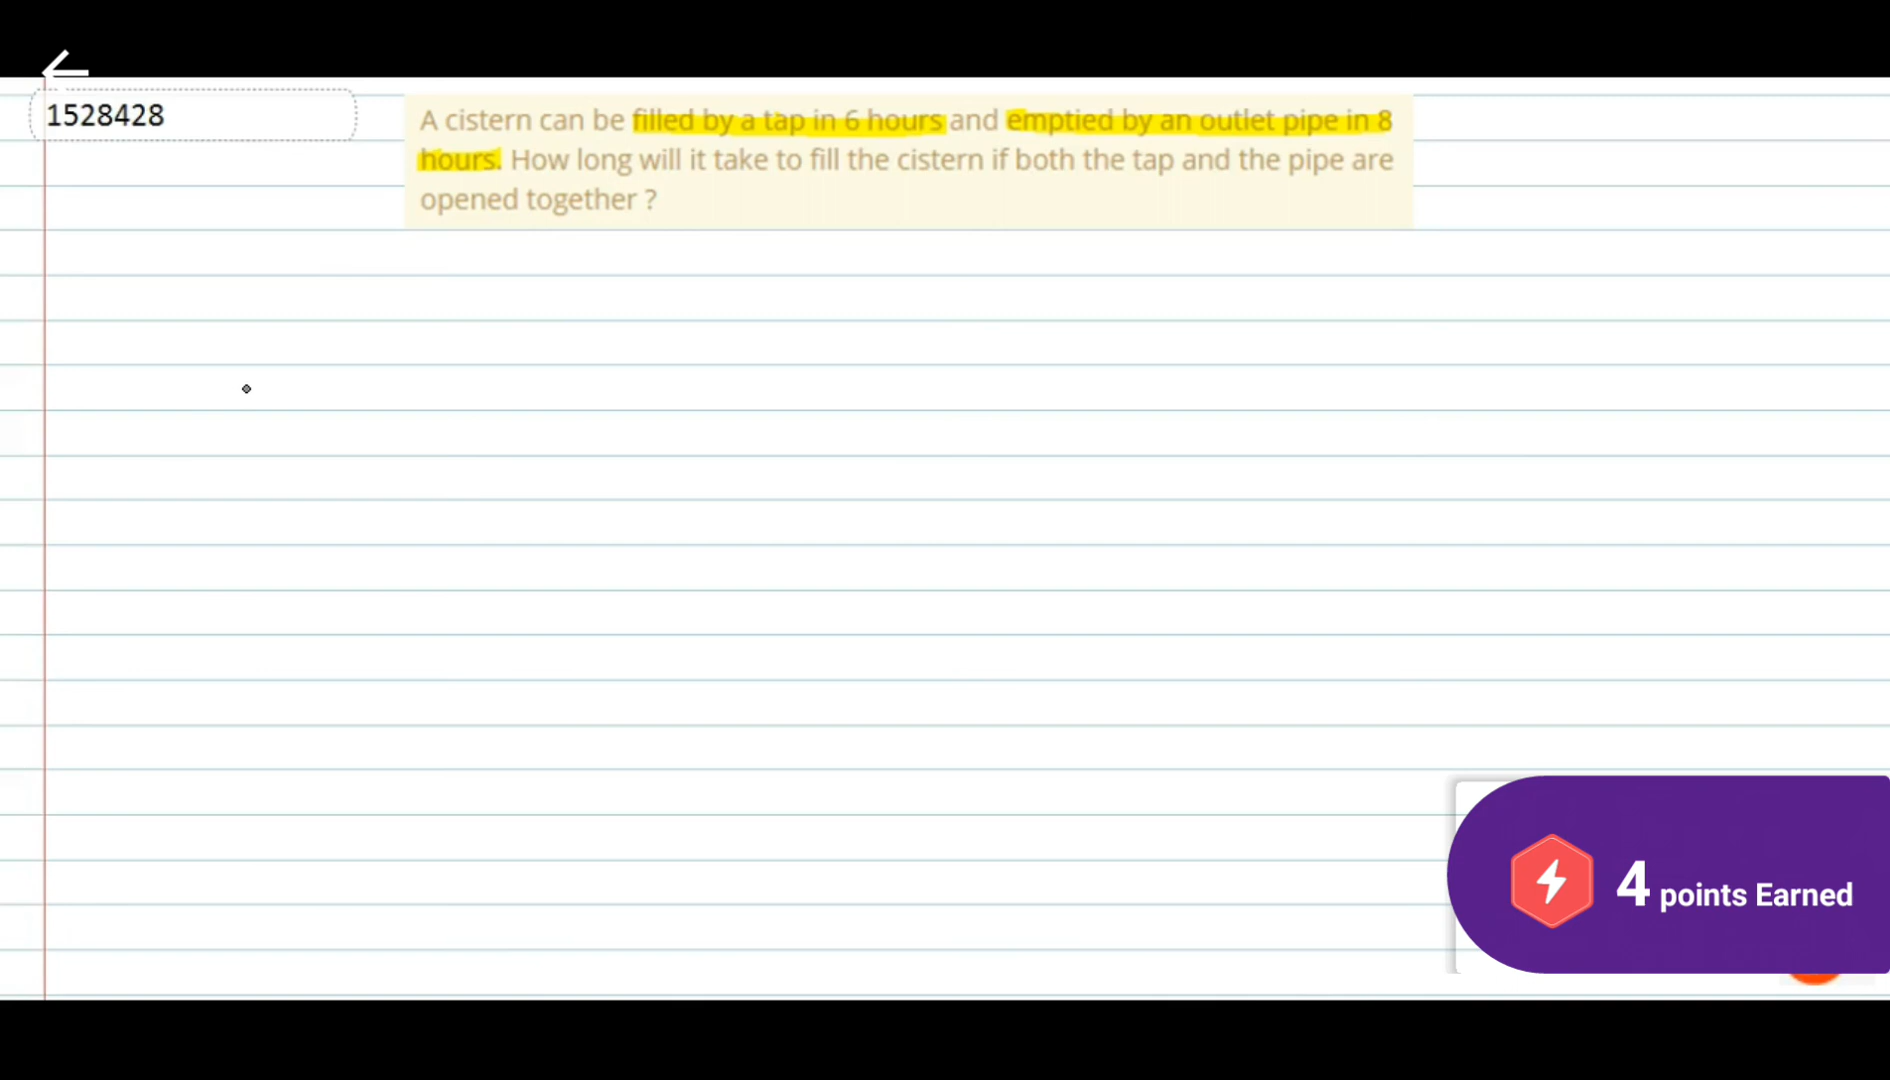 1528428
A cistern can be filled by a tap in 6 hours and emptied by an outlet pipe in 8
hours. How long will it take to fill the cistern if both the tap and the pipe are
opened together ?
4 points Earned